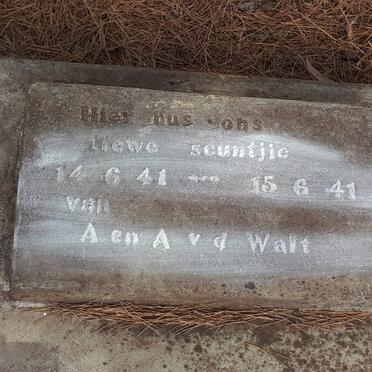 Hier rus ons
liewe seuntjie
14 6 41 — 15 6 41
van
A en A v d Walt